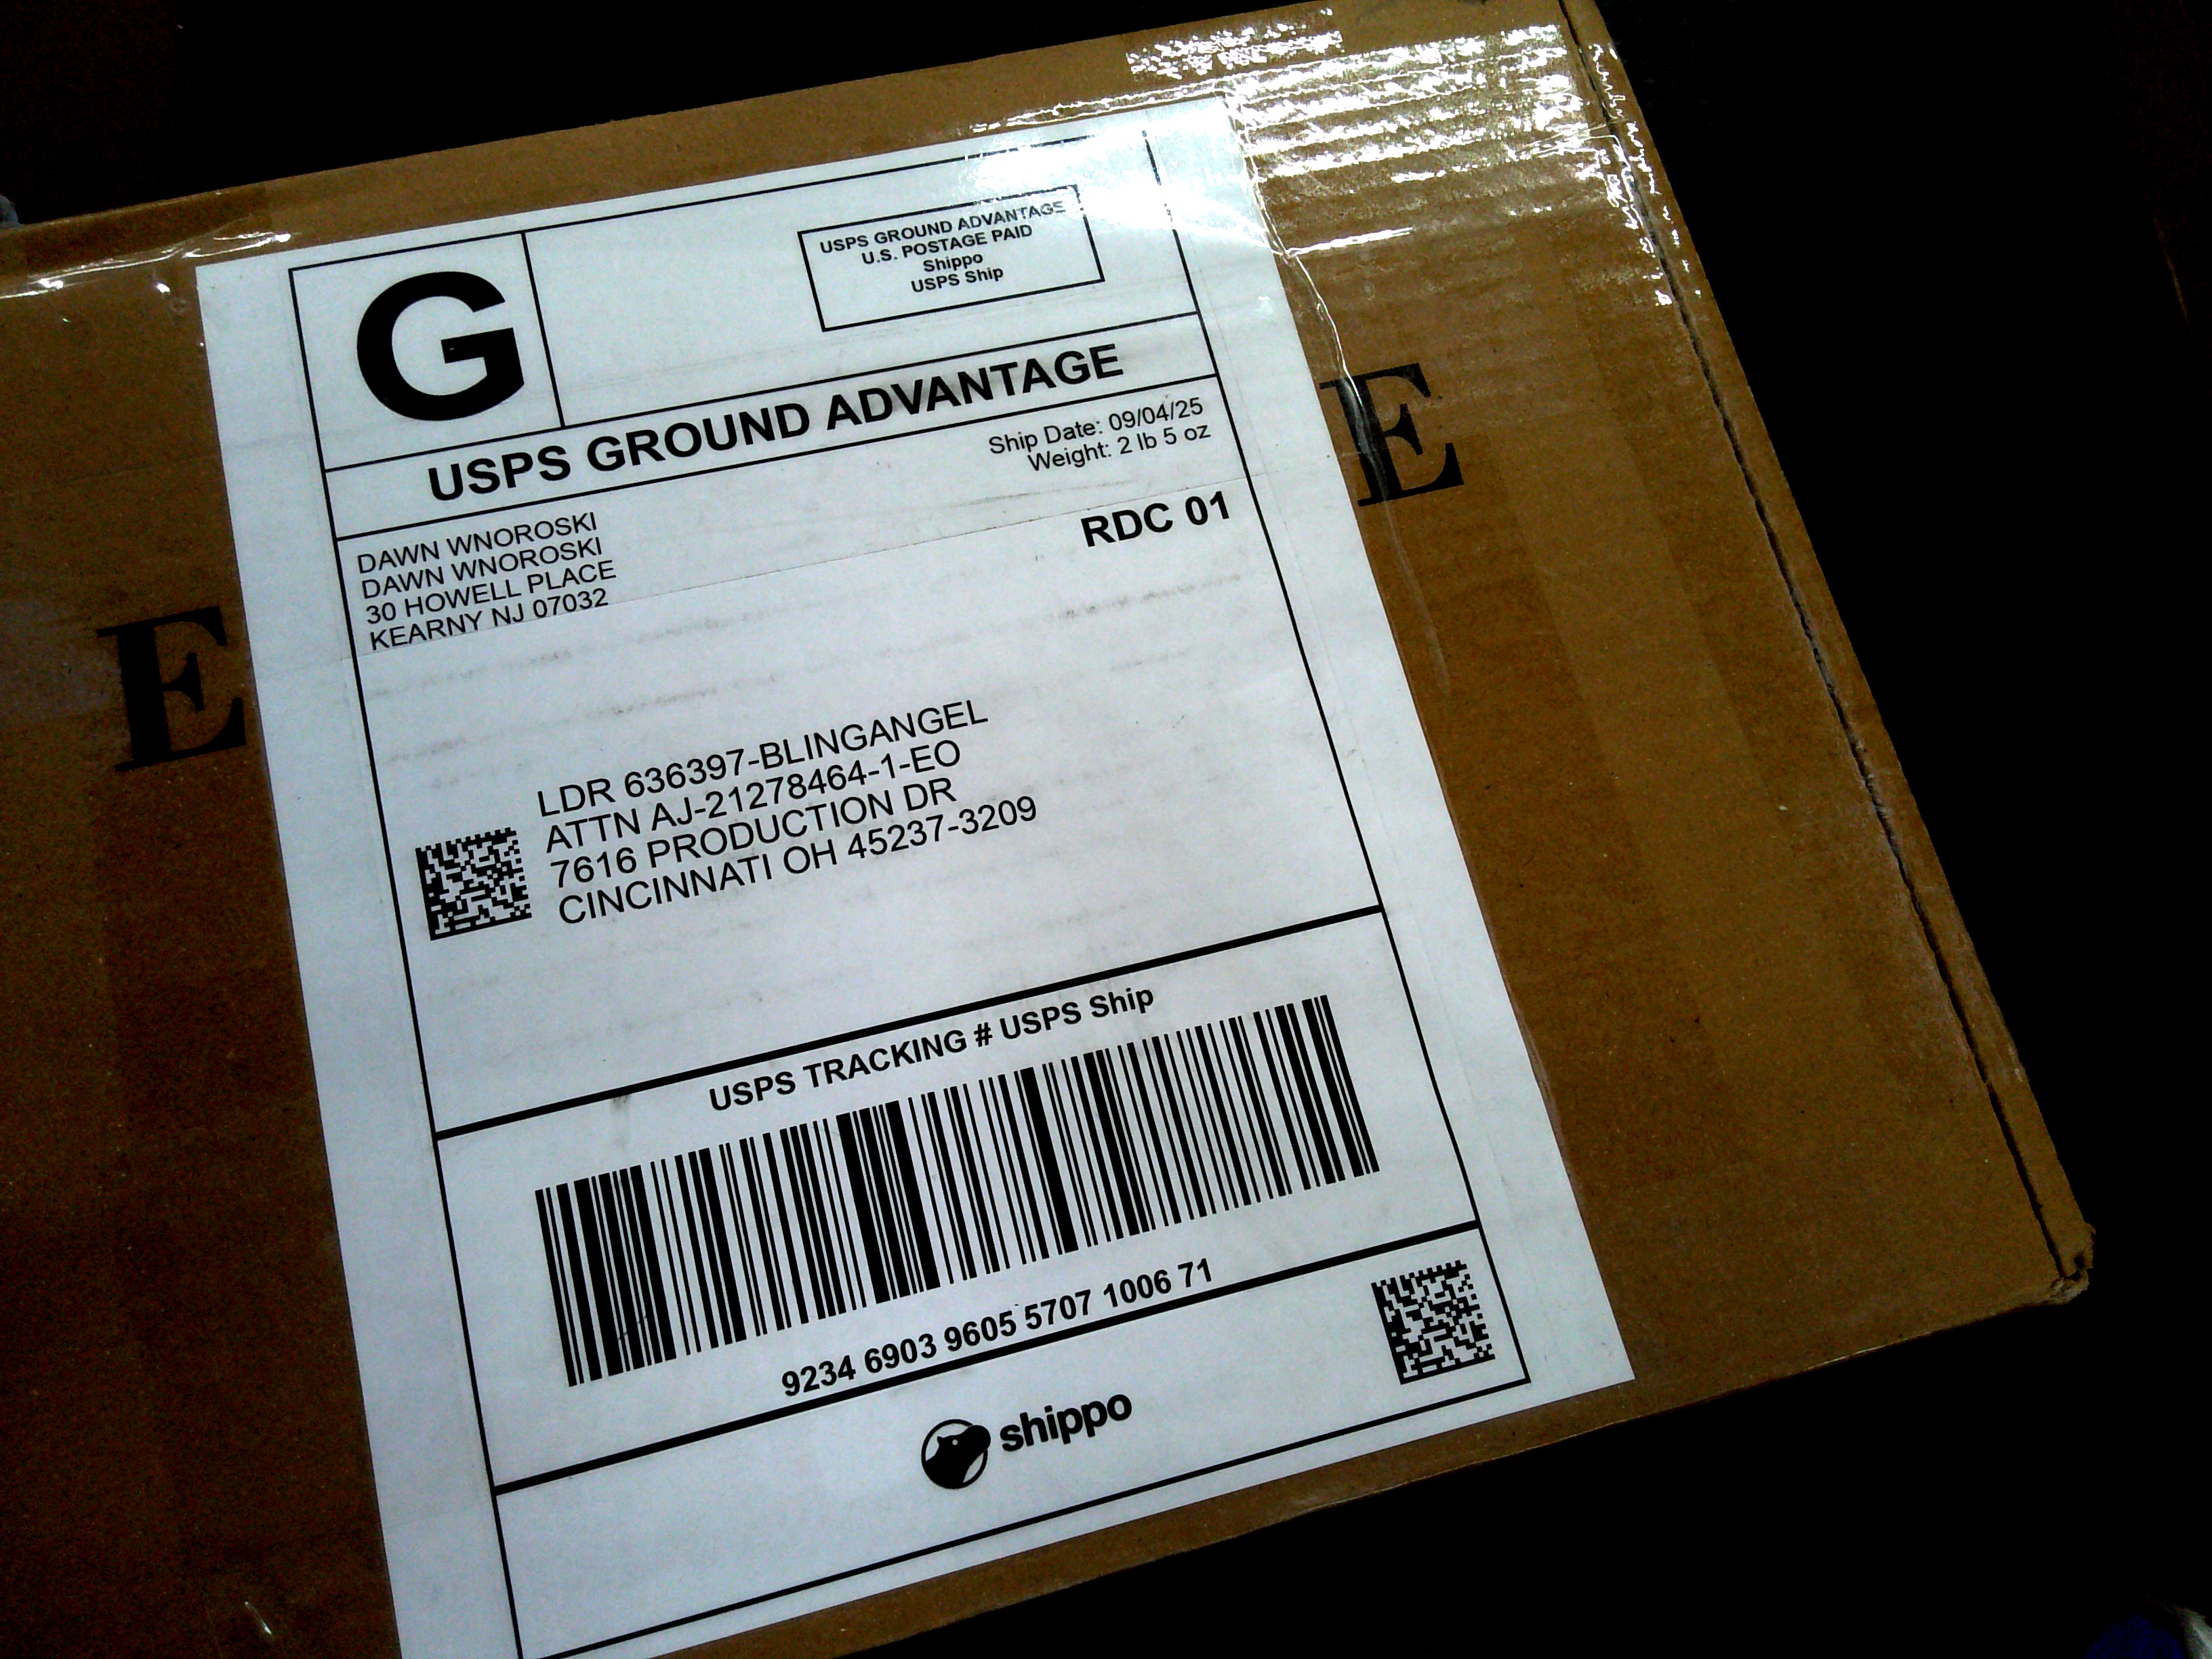 G
USPS GROUND ADVANTAGE
U.S. POSTAGE PAID
Shippo
USPS Ship
USPS GROUND ADVANTAGE
Ship Date: 09/04/25
Weight: 2 lb 5 oz
RDC 01
DAWN WNOROSKI
DAWN WNOROSKI
30 HOWELL PLACE
KEARNY NJ 07032
LDR 636397-BLINGANGEL
ATTN AJ-21278464-1-EO
7616 PRODUCTION DR
CINCINNATI OH 45237-3209
USPS TRACKING # USPS Ship
9234 6903 9605 5707 1006 71
shippo
E
E